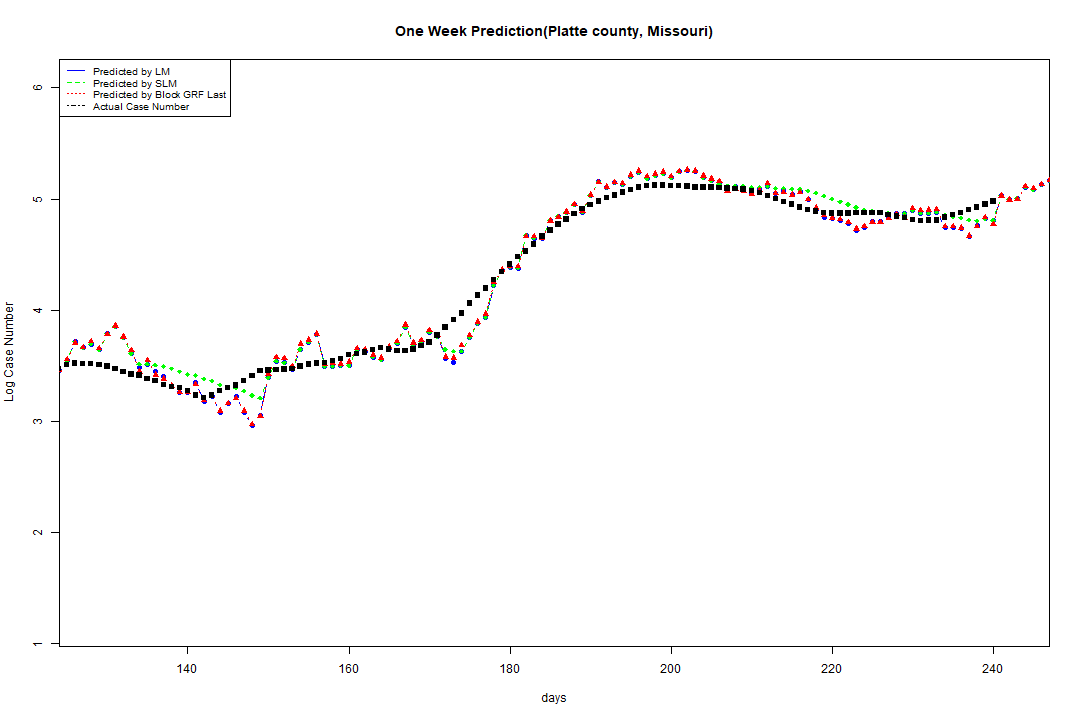 One Week Prediction(Platte county, Missouri)
Predicted by LM
Predicted by SLM
Predicted by Block GRF Last
Actual Case Number
6
5
4
3
2
1
Log Case Number
140 160 180 200 220 240
days